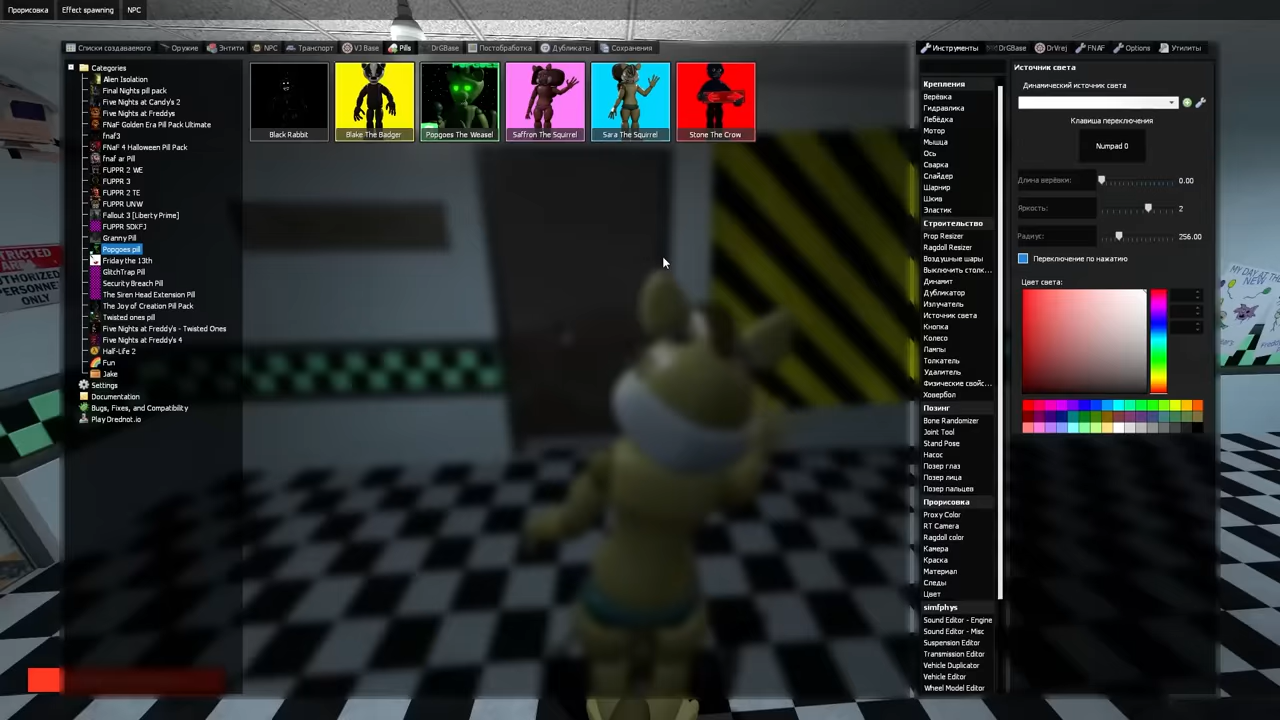 Прорисовка
Effect spawning
NPC
Списки создаваемого
Оружие
Энтити
NPC
Транспорт
VJ Base
Pills
DrGBase
Постобработка
Дубликаты
Сохранения
Categories
Alien Isolation
Final Nights pill pack
Five Nights at Candy's 2
Five Nights at Freddys
FNaF Golden Era Pill Pack Ultimate
fnaf3
FNaF 4 Halloween Pill Pack
fnaf ar Pill
FUPPR 2 WE
FUPPR 3
FUPPR 2 TE
FUPPR UNW
Fallout 3 [Liberty Prime]
FUPPR SDKFJ
Granny Pill
Popgoes pill
Friday the 13th
GlitchTrap Pill
Security Breach Pill
The Siren Head Extension Pill
The Joy of Creation Pill Pack
Twisted ones pill
Five Nights at Freddy's - Twisted Ones
Five Nights at Freddy's 4
Half-Life 2
Fun
Jake
Settings
Documentation
Bugs, Fixes, and Compatibility
Play Drednot.io
Black Rabbit
Blake The Badger
Popgoes The Weasel
Saffron The Squirrel
Sara The Squirrel
Stone The Crow
Инструменты
DrGBase
DrVrej
FNAF
Options
Утилиты
Крепления
Верёвка
Гидравлика
Лебёдка
Мотор
Мышца
Ось
Сварка
Слайдер
Шарнир
Шкив
Эластик
Строительство
Prop Resizer
Ragdoll Resizer
Воздушные шары
Выключить столк...
Динамит
Дубликатор
Излучатель
Источник света
Кнопка
Колесо
Лампы
Толкатель
Удалитель
Физические свойс...
Ховербол
Позинг
Bone Randomizer
Joint Tool
Stand Pose
Насос
Позер глаз
Позер лица
Позер пальцев
Прорисовка
Proxy Color
RT Camera
Ragdoll color
Камера
Краска
Материал
Следы
Цвет
simfphys
Sound Editor - Engine
Sound Editor - Misc
Suspension Editor
Transmission Editor
Vehicle Duplicator
Vehicle Editor
Wheel Model Editor
Источник света
Динамический источник света
Клавиша переключения
Numpad 0
Длина верёвки:
0.00
Яркость:
2
Радиус:
256.00
Переключение по нажатию
Цвет света:
TRICTED
AREA
AUTHORIZED
PERSONNEL
ONLY
MY DAY IN THE
NEW